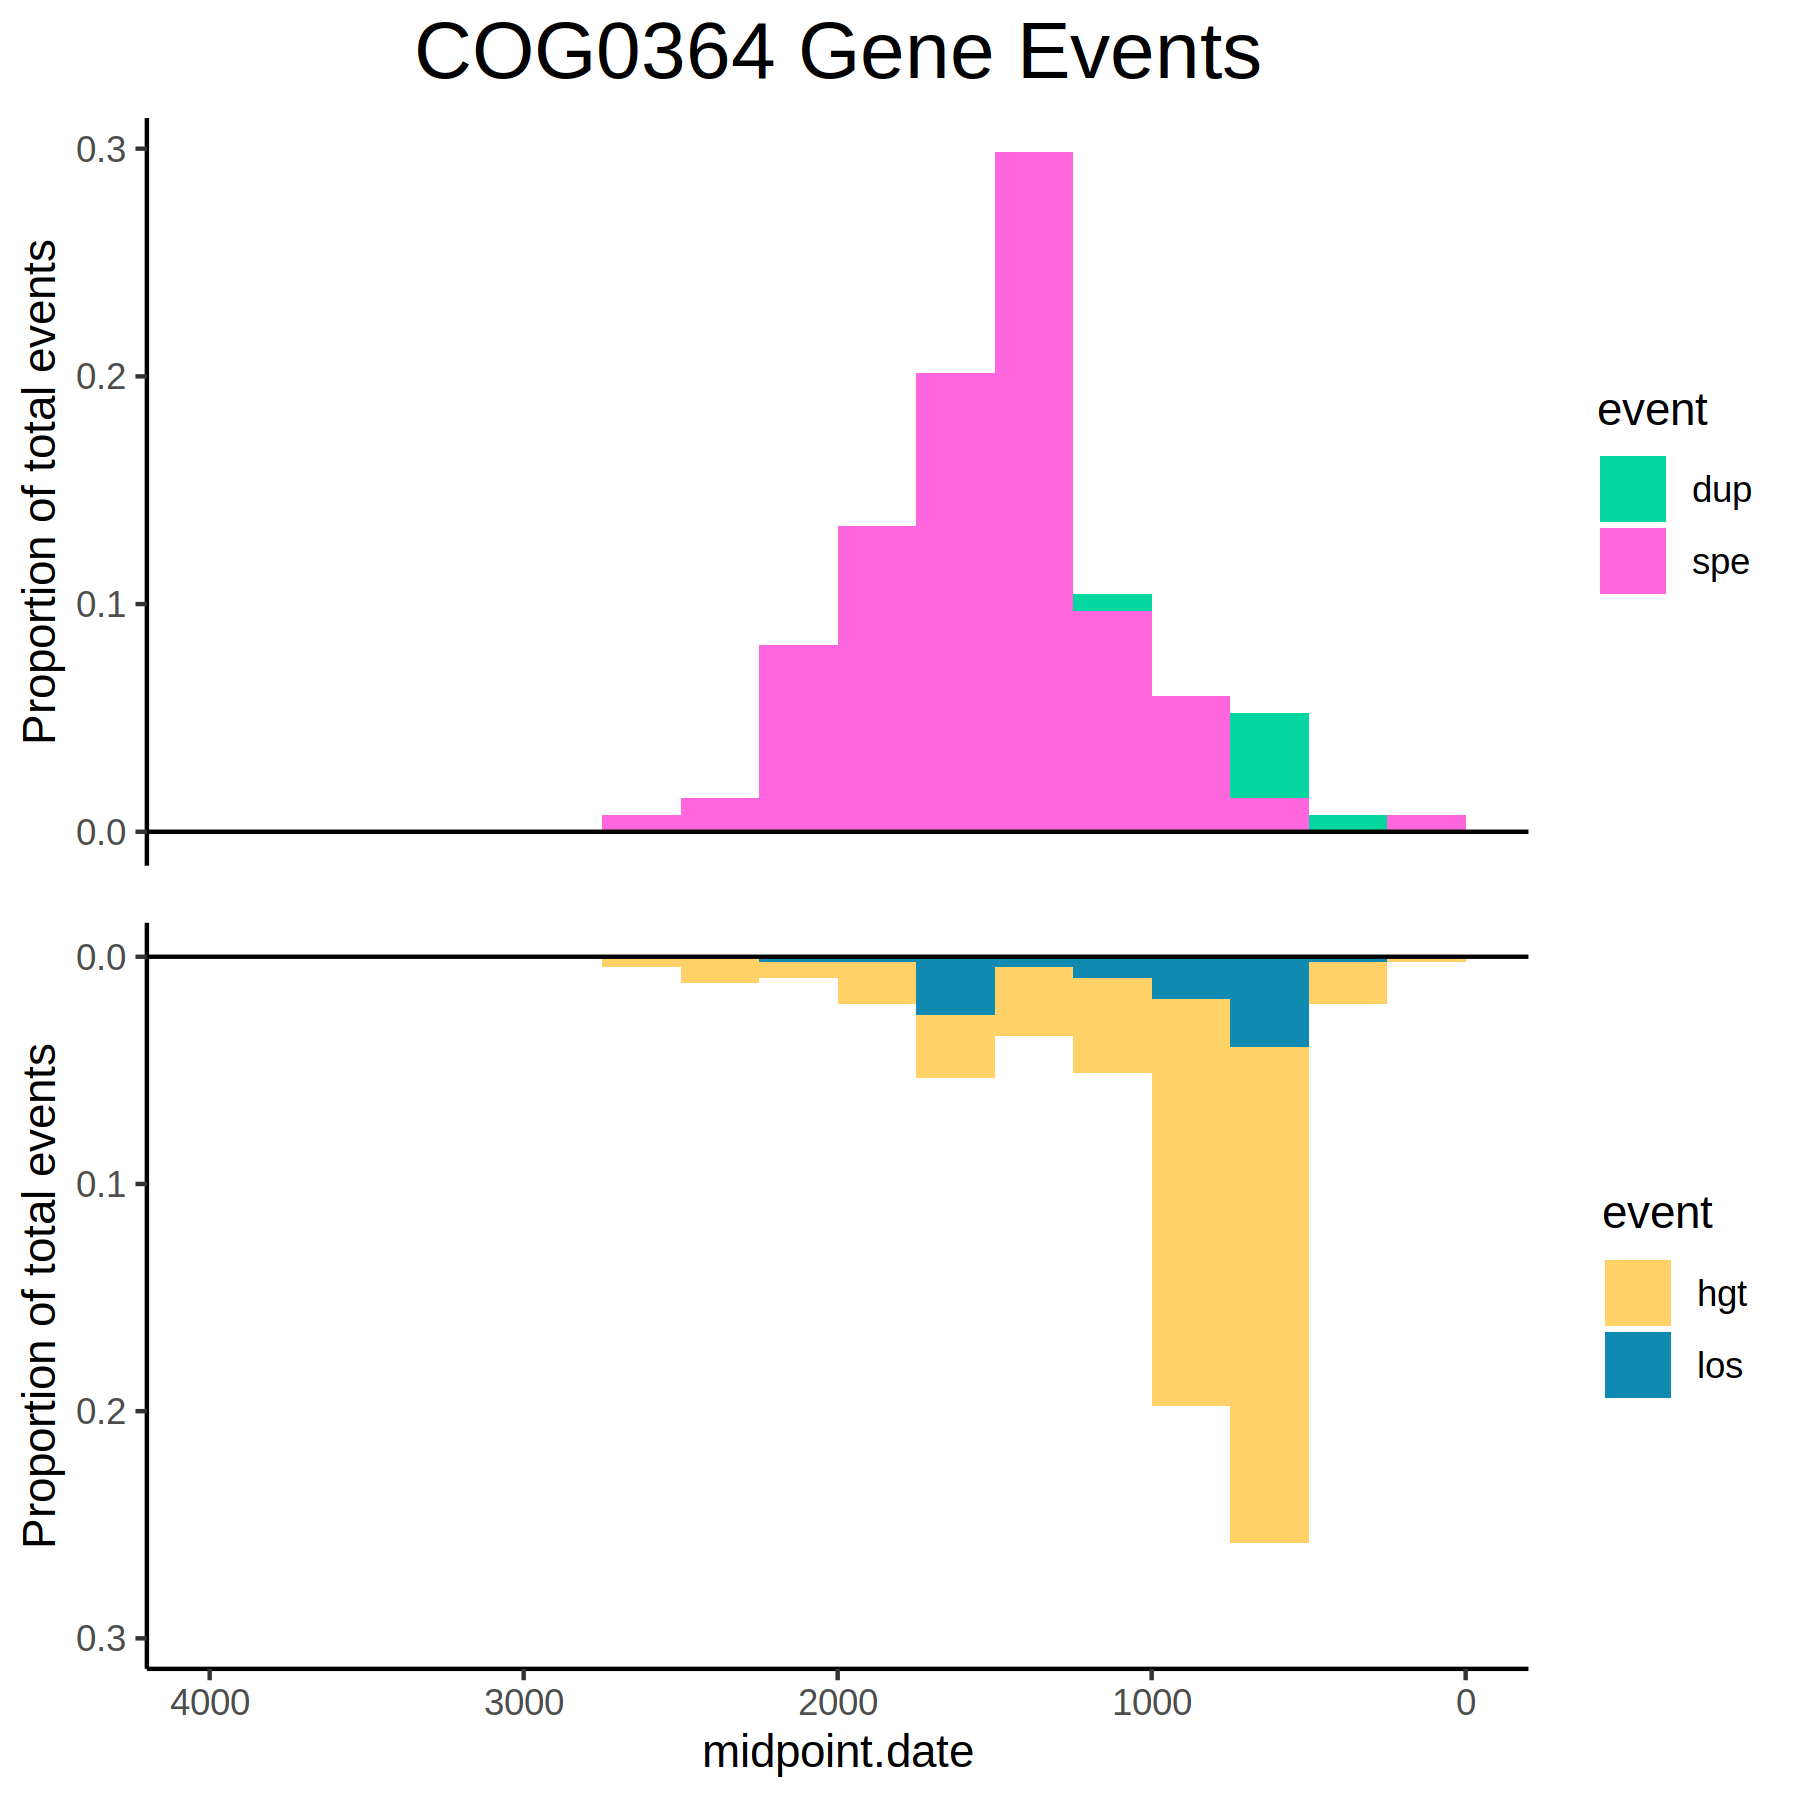 COG0364 Gene Events
Proportion of total events
0.3
0.2
0.1
0.0
event
dup
spe
Proportion of total events
0.0
0.1
0.2
0.3
event
hgt
los
4000 3000 2000 1000 0
midpoint.date